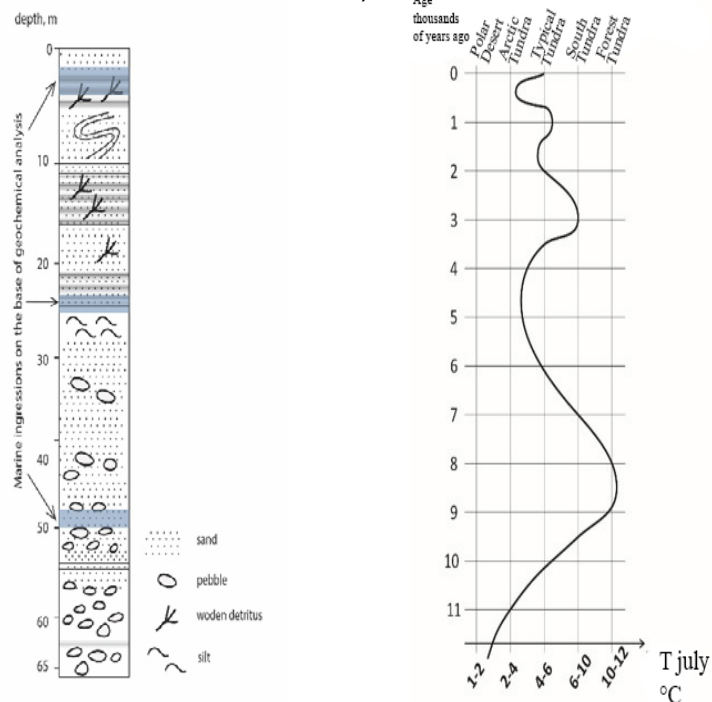 depth, m
0
10
20
30
40
50
60
65
Marine ingressions on the base of geochemical analysis
sand
pebble
woden detritus
silt
Age
thousands
of years ago
Polar
Desert
Arctic
Tundra
Typical
Tundra
South
Tundra
Forest
Tundra
0
1
2
3
4
5
6
7
8
9
10
11
1-2
2-4
4-6
6-10
10-12
T july
°C